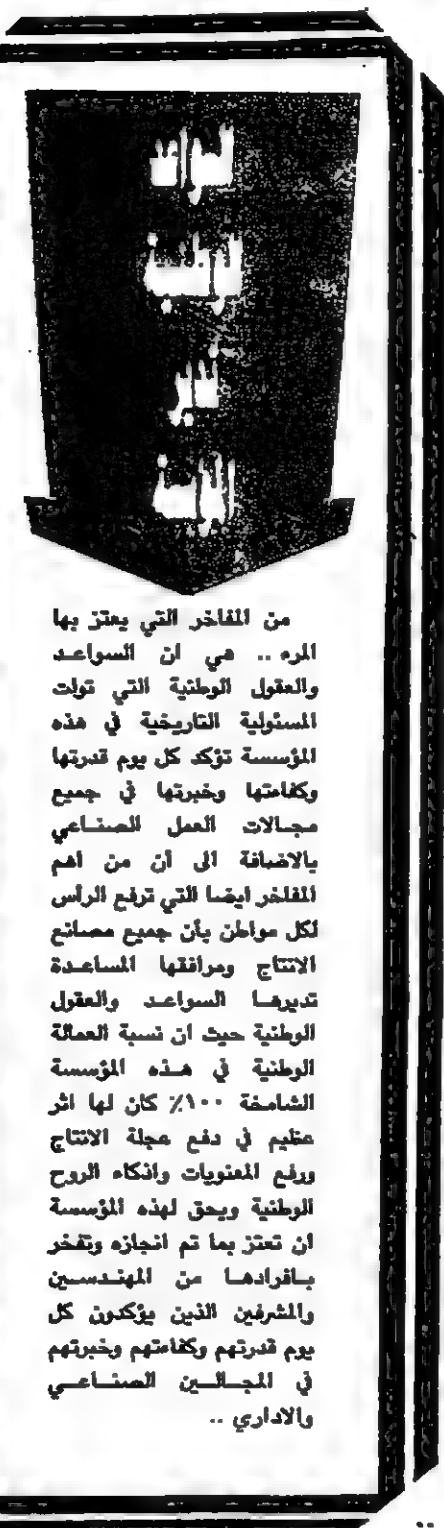 السواعد
الوطنية
من المفاخر التي يعتز بها
المرء .. هي ان السواعد
والعقول الوطنية التي تولت
المسئولية التاريخية في هذه
المؤسسة تؤكد كل يوم قدرتها
وكفاءتها وخبرتها في جميع
مجالات العمل الصناعي
بالاضافة الى أن من اهم
المفاخر ايضا التي ترفع الرأس
لكل مواطن بأن جميع مصانع
الانتاج ومرافقها المساعدة
تديرها السواعد والعقول
الوطنية حيث ان نسبة العمالة
الوطنية في هذه المؤسسة
الشامخة ١٠٠٪ كان لها اثر
عظيم في دفع عجلة الانتاج
ورفع المعنويات واذكاء الروح
الوطنية ويحق لهذه المؤسسة
ان تعتز بما تم انجازه وتفخر
بافرادها من المهندسين
والمشرفين الذين يؤكدون كل
يوم قدرتهم وكفاءتهم وخبرتهم
في المجالين الصناعي
والاداري ..